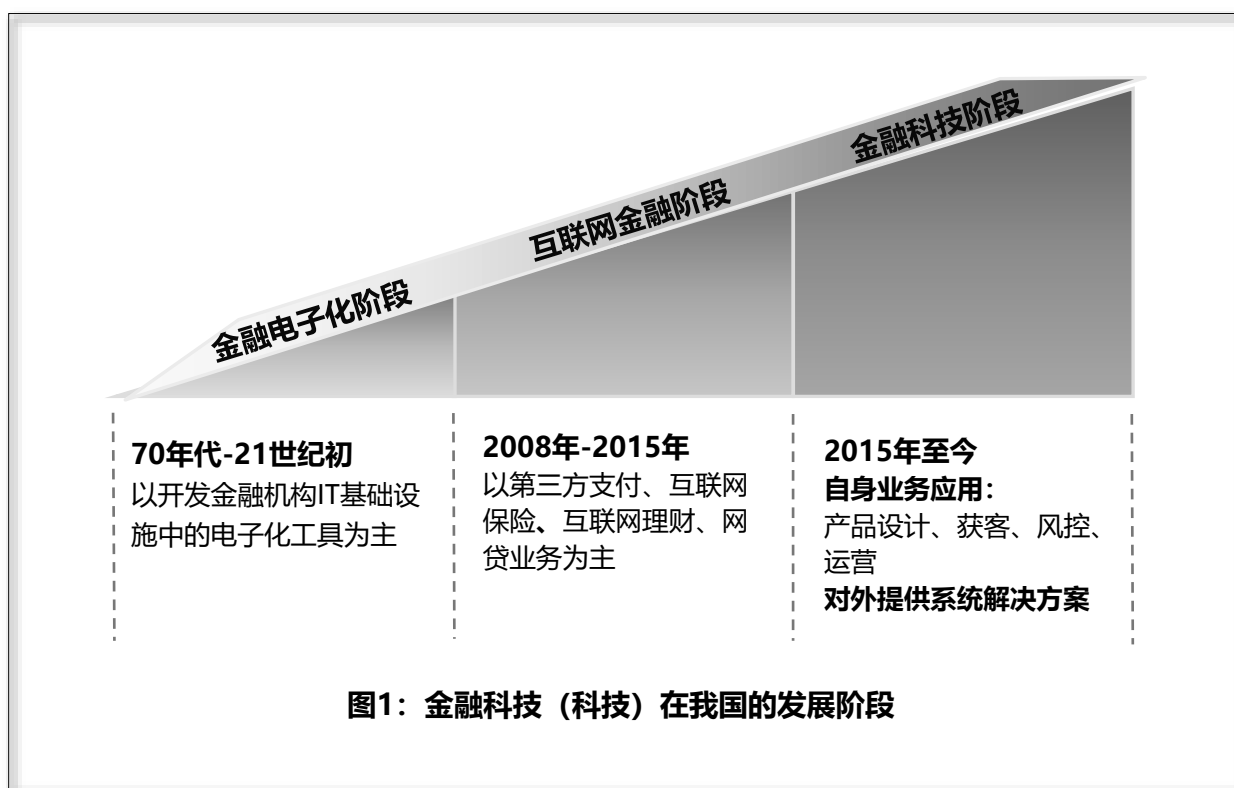 金融电子化阶段
互联网金融阶段
金融科技阶段
70年代-21世纪初
以开发金融机构IT基础设
施中的电子化工具为主
2008年-2015年
以第三方支付、互联网
保险、互联网理财、网
贷业务为主
2015年至今
自身业务应用：
产品设计、获客、风控、
运营
对外提供系统解决方案
图1：金融科技（科技）在我国的发展阶段